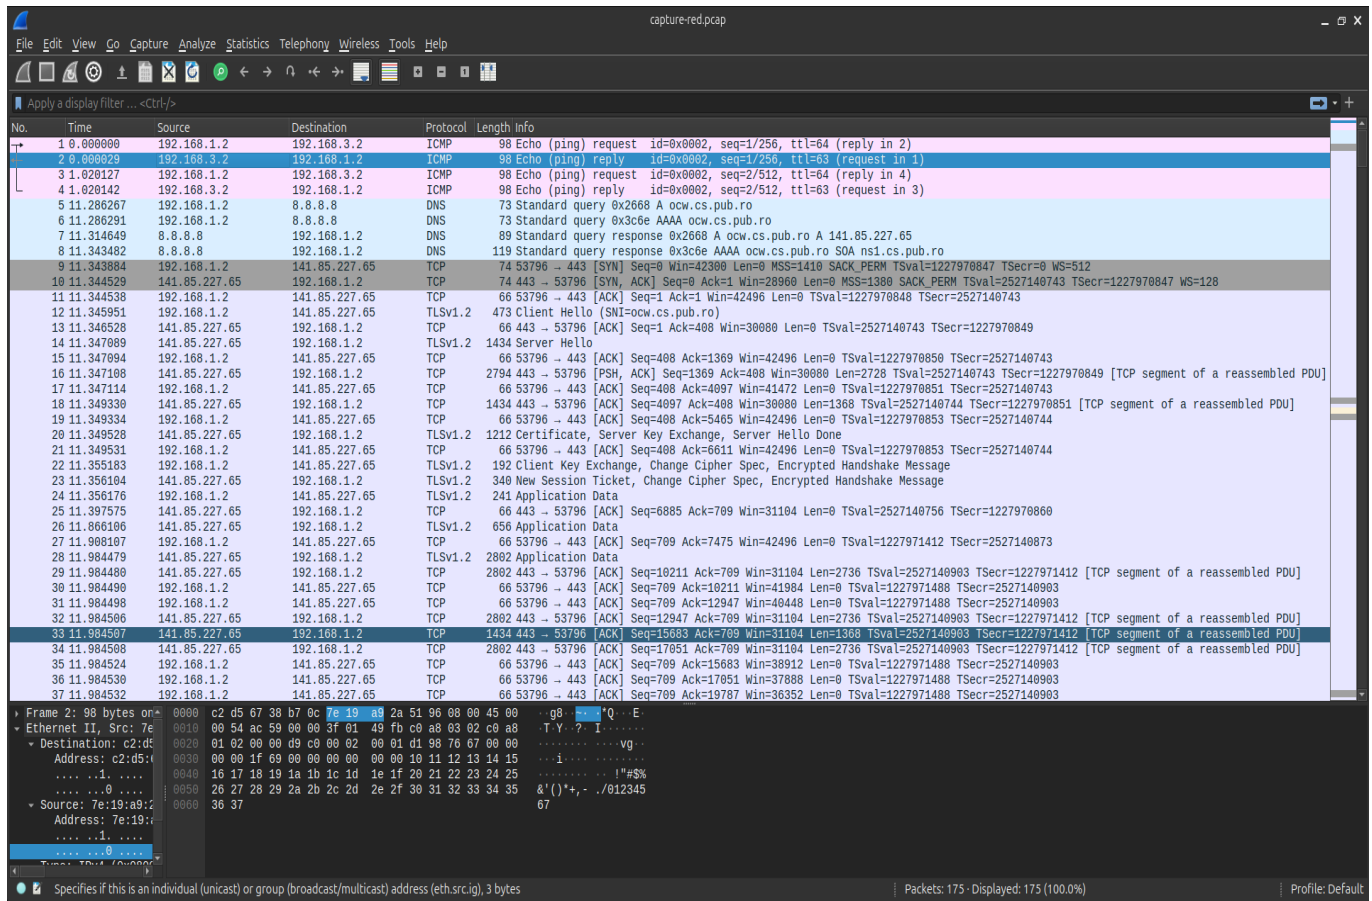 capture-red.pcap
File Edit View Go Capture Analyze Statistics Telephony Wireless Tools Help
Apply a display filter ... <Ctrl-/>
No. Time Source Destination Protocol Length Info
1 0.000000 192.168.1.2 192.168.3.2 ICMP 98 Echo (ping) request id=0x0002, seq=1/256, ttl=64 (reply in 2)
2 0.000029 192.168.3.2 192.168.1.2 ICMP 98 Echo (ping) reply id=0x0002, seq=1/256, ttl=63 (request in 1)
3 1.020127 192.168.1.2 192.168.3.2 ICMP 98 Echo (ping) request id=0x0002, seq=2/512, ttl=64 (reply in 4)
4 1.020142 192.168.3.2 192.168.1.2 ICMP 98 Echo (ping) reply id=0x0002, seq=2/512, ttl=63 (request in 3)
5 11.286267 192.168.1.2 8.8.8.8 DNS 73 Standard query 0x2668 A ocw.cs.pub.ro
6 11.286291 192.168.1.2 8.8.8.8 DNS 73 Standard query 0x3c6e AAAA ocw.cs.pub.ro
7 11.314649 8.8.8.8 192.168.1.2 DNS 89 Standard query response 0x2668 A ocw.cs.pub.ro A 141.85.227.65
8 11.343482 8.8.8.8 192.168.1.2 DNS 119 Standard query response 0x3c6e AAAA ocw.cs.pub.ro SOA ns1.cs.pub.ro
9 11.343884 192.168.1.2 141.85.227.65 TCP 74 53796 → 443 [SYN] Seq=0 Win=42300 Len=0 MSS=1410 SACK_PERM TSval=1227970847 TSecr=0 WS=512
10 11.344529 141.85.227.65 192.168.1.2 TCP 74 443 → 53796 [SYN, ACK] Seq=0 Ack=1 Win=28960 Len=0 MSS=1380 SACK_PERM TSval=2527140743 TSecr=1227970847 WS=128
11 11.344538 192.168.1.2 141.85.227.65 TCP 66 53796 → 443 [ACK] Seq=1 Ack=1 Win=42496 Len=0 TSval=1227970848 TSecr=2527140743
12 11.345951 192.168.1.2 141.85.227.65 TLSv1.2 473 Client Hello (SNI=ocw.cs.pub.ro)
13 11.346528 141.85.227.65 192.168.1.2 TCP 66 443 → 53796 [ACK] Seq=1 Ack=408 Win=30080 Len=0 TSval=2527140743 TSecr=1227970849
14 11.347089 141.85.227.65 192.168.1.2 TLSv1.2 1434 Server Hello
15 11.347094 192.168.1.2 141.85.227.65 TCP 66 53796 → 443 [ACK] Seq=408 Ack=1369 Win=42496 Len=0 TSval=1227970850 TSecr=2527140743
16 11.347108 141.85.227.65 192.168.1.2 TCP 2794 443 → 53796 [PSH, ACK] Seq=1369 Ack=408 Win=30080 Len=2728 TSval=2527140743 TSecr=1227970849 [TCP segment of a reassembled PDU]
17 11.347114 192.168.1.2 141.85.227.65 TCP 66 53796 → 443 [ACK] Seq=408 Ack=4097 Win=41472 Len=0 TSval=1227970851 TSecr=2527140743
18 11.349330 141.85.227.65 192.168.1.2 TCP 1434 443 → 53796 [ACK] Seq=4097 Ack=408 Win=30080 Len=1368 TSval=2527140744 TSecr=1227970851 [TCP segment of a reassembled PDU]
19 11.349334 192.168.1.2 141.85.227.65 TCP 66 53796 → 443 [ACK] Seq=408 Ack=5465 Win=42496 Len=0 TSval=1227970853 TSecr=2527140744
20 11.349528 141.85.227.65 192.168.1.2 TLSv1.2 1212 Certificate, Server Key Exchange, Server Hello Done
21 11.349531 192.168.1.2 141.85.227.65 TCP 66 53796 → 443 [ACK] Seq=408 Ack=6611 Win=42496 Len=0 TSval=1227970853 TSecr=2527140744
22 11.355183 192.168.1.2 141.85.227.65 TLSv1.2 192 Client Key Exchange, Change Cipher Spec, Encrypted Handshake Message
23 11.356104 141.85.227.65 192.168.1.2 TLSv1.2 340 New Session Ticket, Change Cipher Spec, Encrypted Handshake Message
24 11.356176 192.168.1.2 141.85.227.65 TLSv1.2 241 Application Data
25 11.397575 141.85.227.65 192.168.1.2 TCP 66 443 → 53796 [ACK] Seq=6885 Ack=709 Win=31104 Len=0 TSval=2527140756 TSecr=1227970860
26 11.866106 141.85.227.65 192.168.1.2 TLSv1.2 656 Application Data
27 11.908107 192.168.1.2 141.85.227.65 TCP 66 53796 → 443 [ACK] Seq=709 Ack=7475 Win=42496 Len=0 TSval=1227971412 TSecr=2527140873
28 11.984479 141.85.227.65 192.168.1.2 TLSv1.2 2802 Application Data
29 11.984480 141.85.227.65 192.168.1.2 TCP 2802 443 → 53796 [ACK] Seq=10211 Ack=709 Win=31104 Len=2736 TSval=2527140903 TSecr=1227971412 [TCP segment of a reassembled PDU]
30 11.984490 192.168.1.2 141.85.227.65 TCP 66 53796 → 443 [ACK] Seq=709 Ack=10211 Win=41984 Len=0 TSval=1227971488 TSecr=2527140903
31 11.984498 192.168.1.2 141.85.227.65 TCP 66 53796 → 443 [ACK] Seq=709 Ack=12947 Win=40448 Len=0 TSval=1227971488 TSecr=2527140903
32 11.984506 141.85.227.65 192.168.1.2 TCP 2802 443 → 53796 [ACK] Seq=12947 Ack=709 Win=31104 Len=2736 TSval=2527140903 TSecr=1227971412 [TCP segment of a reassembled PDU]
33 11.984507 141.85.227.65 192.168.1.2 TCP 1434 443 → 53796 [ACK] Seq=15683 Ack=709 Win=31104 Len=1368 TSval=2527140903 TSecr=1227971412 [TCP segment of a reassembled PDU]
34 11.984508 141.85.227.65 192.168.1.2 TCP 2802 443 → 53796 [ACK] Seq=17051 Ack=709 Win=31104 Len=2736 TSval=2527140903 TSecr=1227971412 [TCP segment of a reassembled PDU]
35 11.984524 192.168.1.2 141.85.227.65 TCP 66 53796 → 443 [ACK] Seq=709 Ack=15683 Win=38912 Len=0 TSval=1227971488 TSecr=2527140903
36 11.984530 192.168.1.2 141.85.227.65 TCP 66 53796 → 443 [ACK] Seq=709 Ack=17051 Win=37888 Len=0 TSval=1227971488 TSecr=2527140903
37 11.984532 192.168.1.2 141.85.227.65 TCP 66 53796 → 443 [ACK] Seq=709 Ack=19787 Win=36352 Len=0 TSval=1227971488 TSecr=2527140903
Frame 2: 98 bytes on
Ethernet II, Src: 7e
Destination: c2:d5
Address: c2:d5:
.... ..1. ....
.... ...0 ....
Source: 7e:19:a9:2
Address: 7e:19:
.... ..1. ....
.... ...0 ....
0000 c2 d5 67 38 b7 0c 7e 19 a9 2a 51 96 08 00 45 00 ··g8··~· ·*Q···E·
0010 00 54 ac 59 00 00 3f 01 49 fb c0 a8 03 02 c0 a8 ·T·Y··?· I·······
0020 01 02 00 00 d9 c0 00 02 00 01 d1 98 76 67 00 00 ········ ····vg··
0030 00 00 1f 69 00 00 00 00 00 00 10 11 12 13 14 15 ···i···· ········
0040 16 17 18 19 1a 1b 1c 1d 1e 1f 20 21 22 23 24 25 ········ ·· !"#$%
0050 26 27 28 29 2a 2b 2c 2d 2e 2f 30 31 32 33 34 35 &'()*+,- ./012345
0060 36 37 67
Specifies if this is an individual (unicast) or group (broadcast/multicast) address (eth.src.ig), 3 bytes
Packets: 175 · Displayed: 175 (100.0%)
Profile: Default